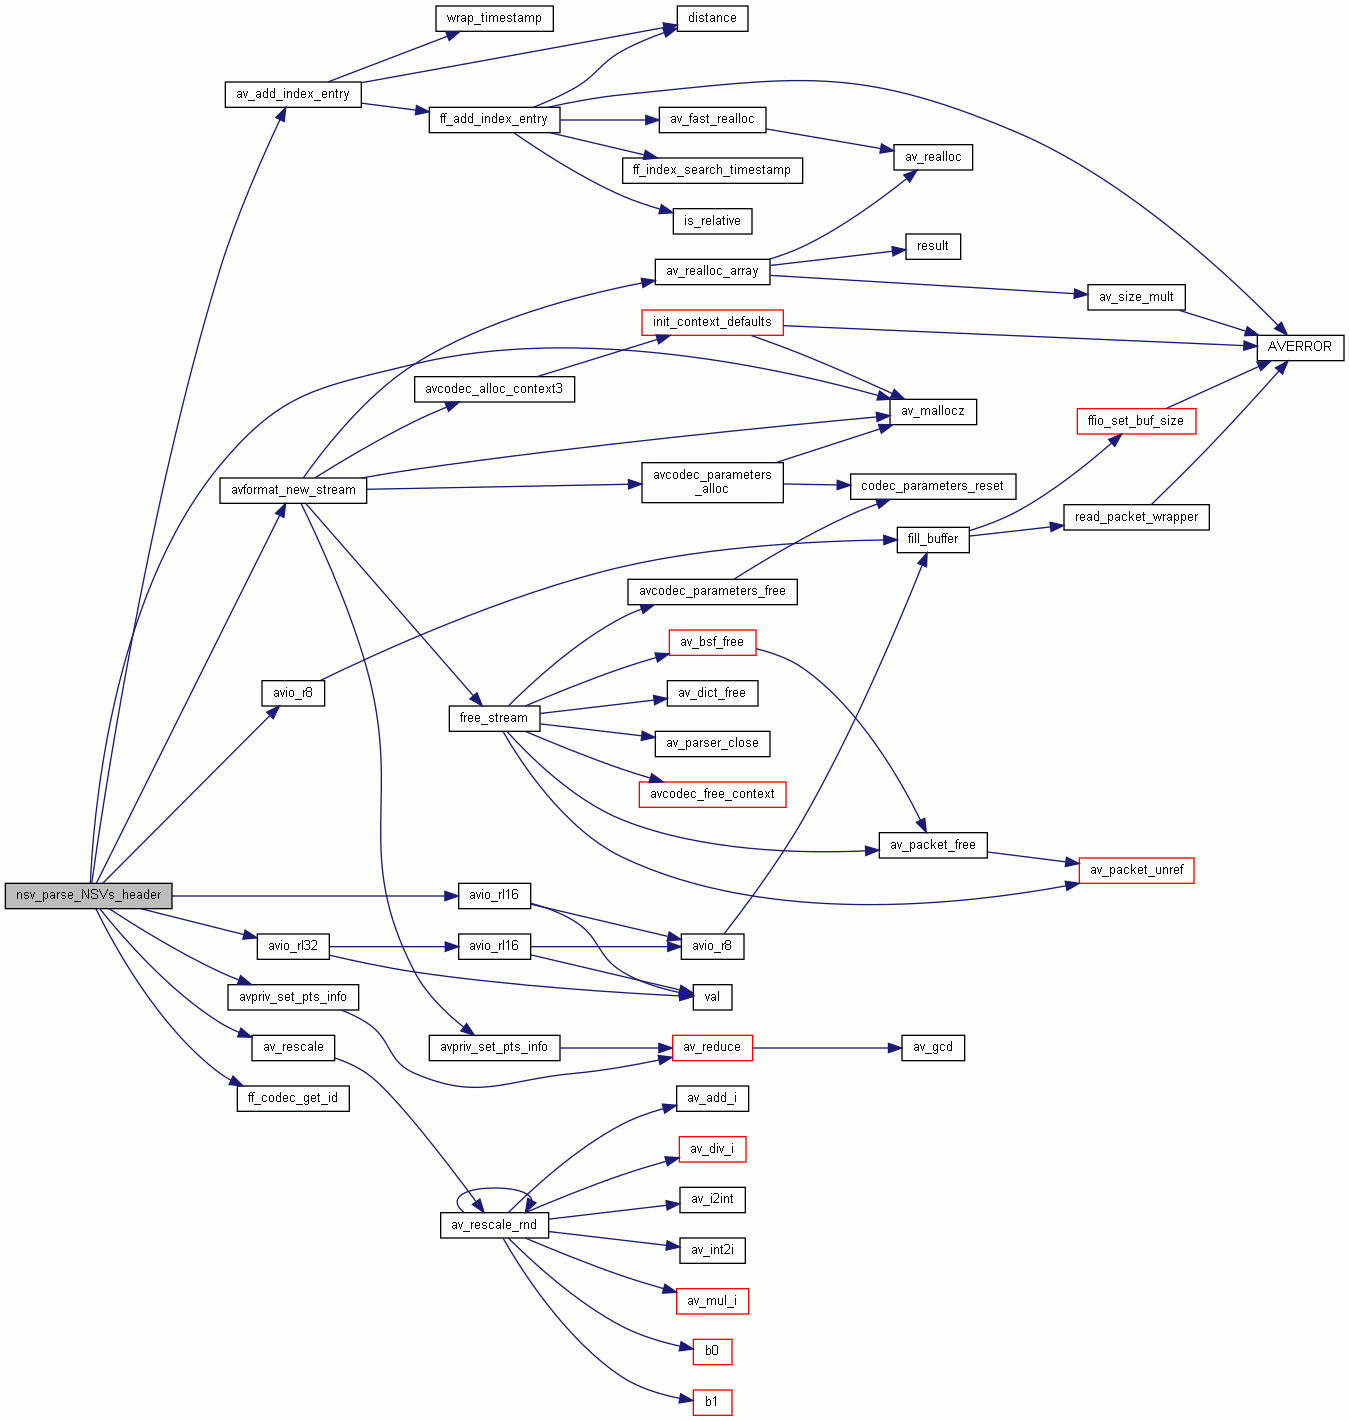 wrap_timestamp
distance
av_add_index_entry
ff_add_index_entry
av_fast_realloc
av_realloc
ff_index_search_timestamp
is_relative
result
av_realloc_array
av_size_mult
init_context_defaults
AVERROR
avcodec_alloc_context3
av_mallocz
ffio_set_buf_size
avformat_new_stream
avcodec_parameters
_alloc
codec_parameters_reset
read_packet_wrapper
fill_buffer
avcodec_parameters_free
av_bsf_free
avio_r8
av_dict_free
free_stream
av_parser_close
avcodec_free_context
av_packet_free
av_packet_unref
nsv_parse_NSVs_header
avio_rl16
avio_rl32
avio_rl16
avio_r8
avpriv_set_pts_info
val
av_rescale
avpriv_set_pts_info
av_reduce
av_gcd
ff_codec_get_id
av_add_i
av_div_i
av_i2int
av_rescale_rnd
av_int2i
av_mul_i
b0
b1